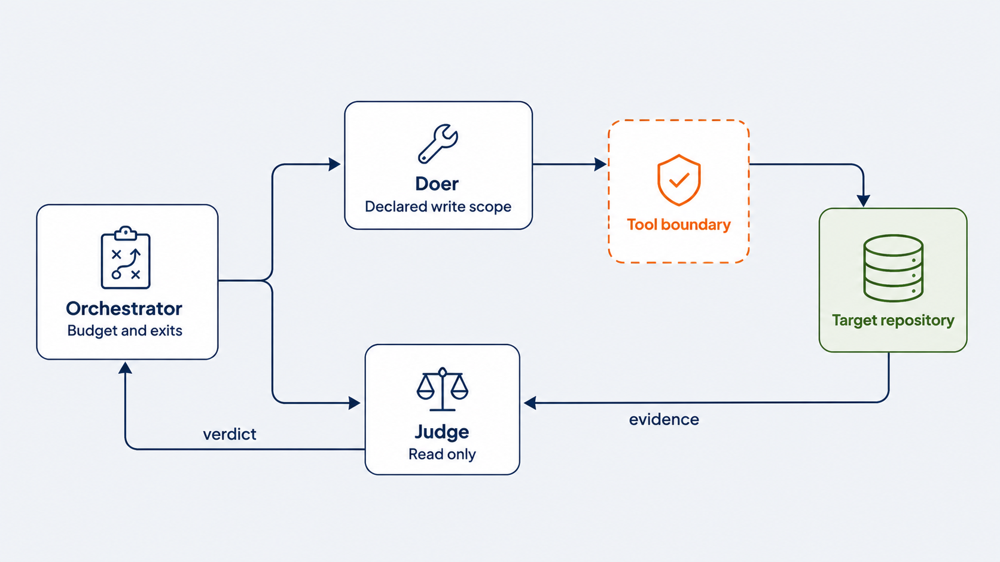 Doer
Declared write scope
Tool boundary
Orchestrator
Budget and exits
Target repository
Judge
Read only
verdict
evidence